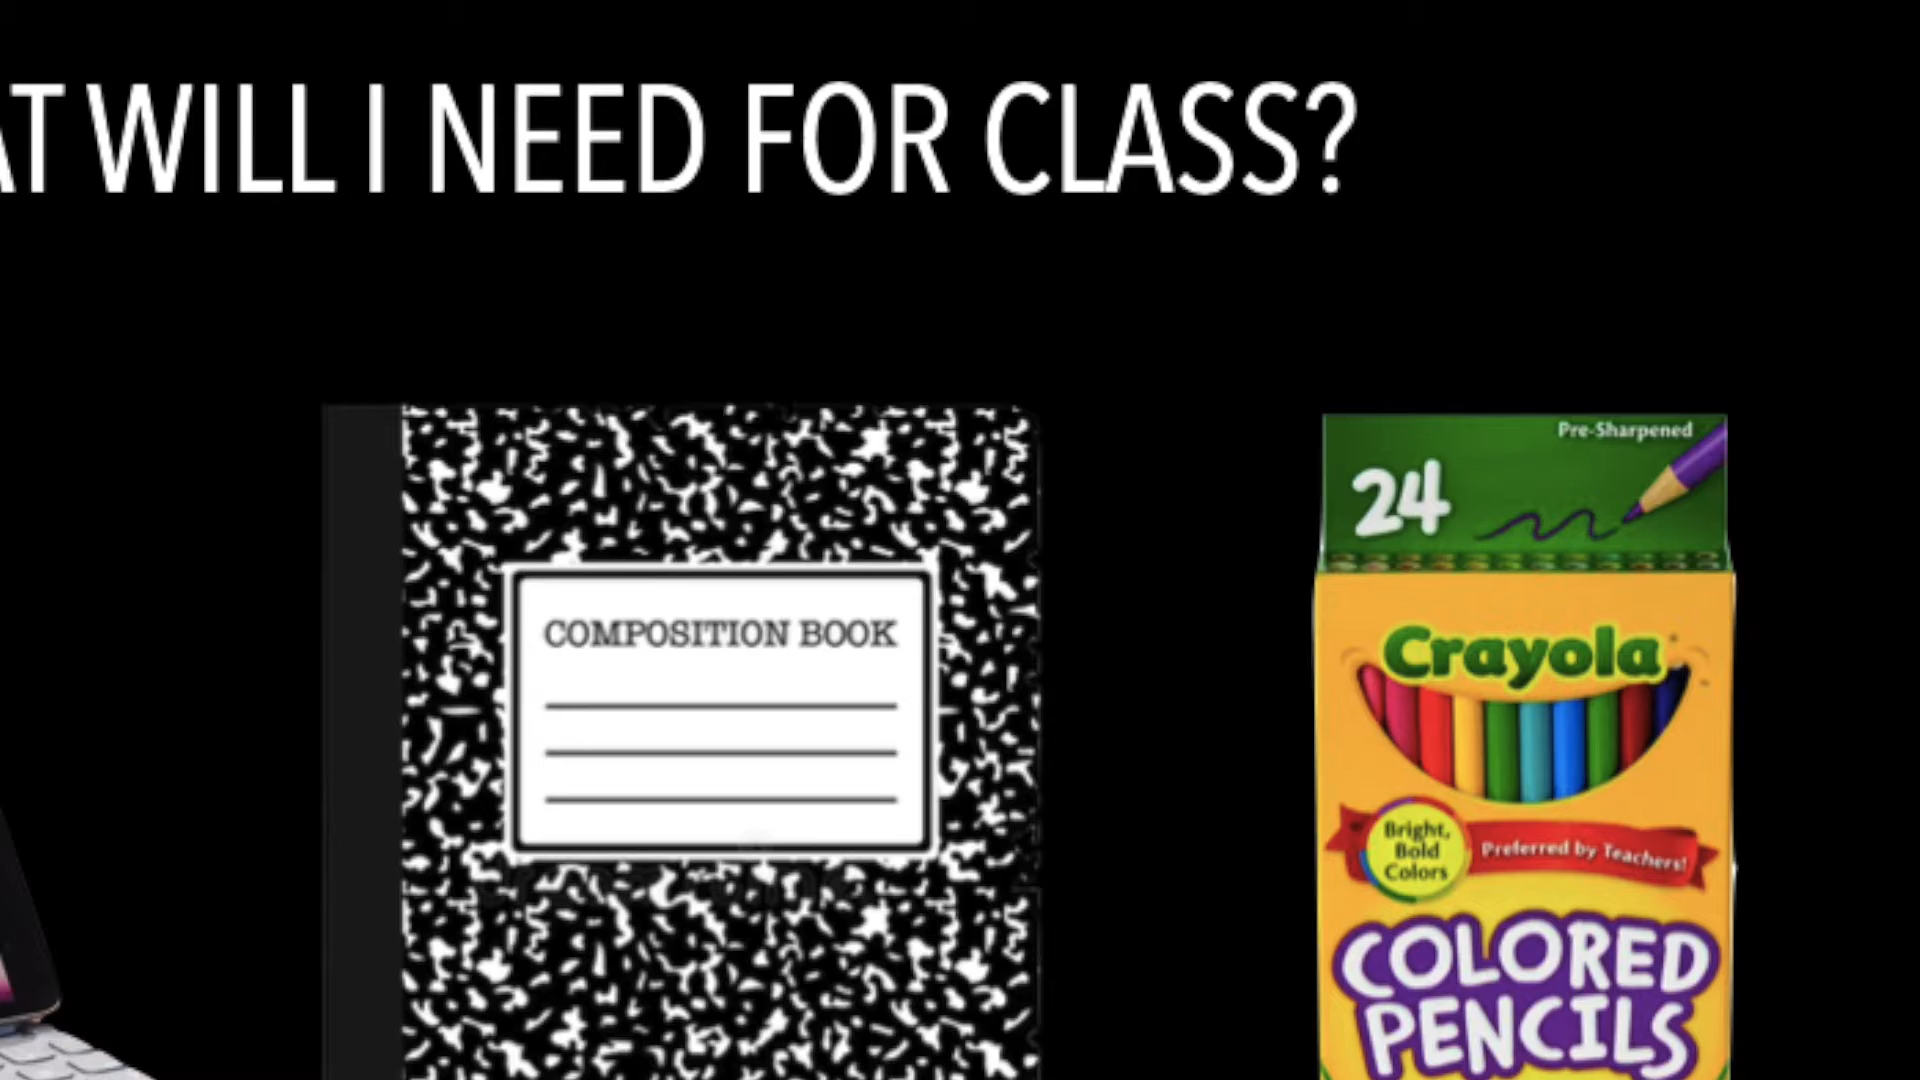 AT WILL I NEED FOR CLASS?
COMPOSITION BOOK
Pre-Sharpened
24
Crayola
Bright,
Bold
Colors
Preferred by Teachers!
COLORED
PENCILS